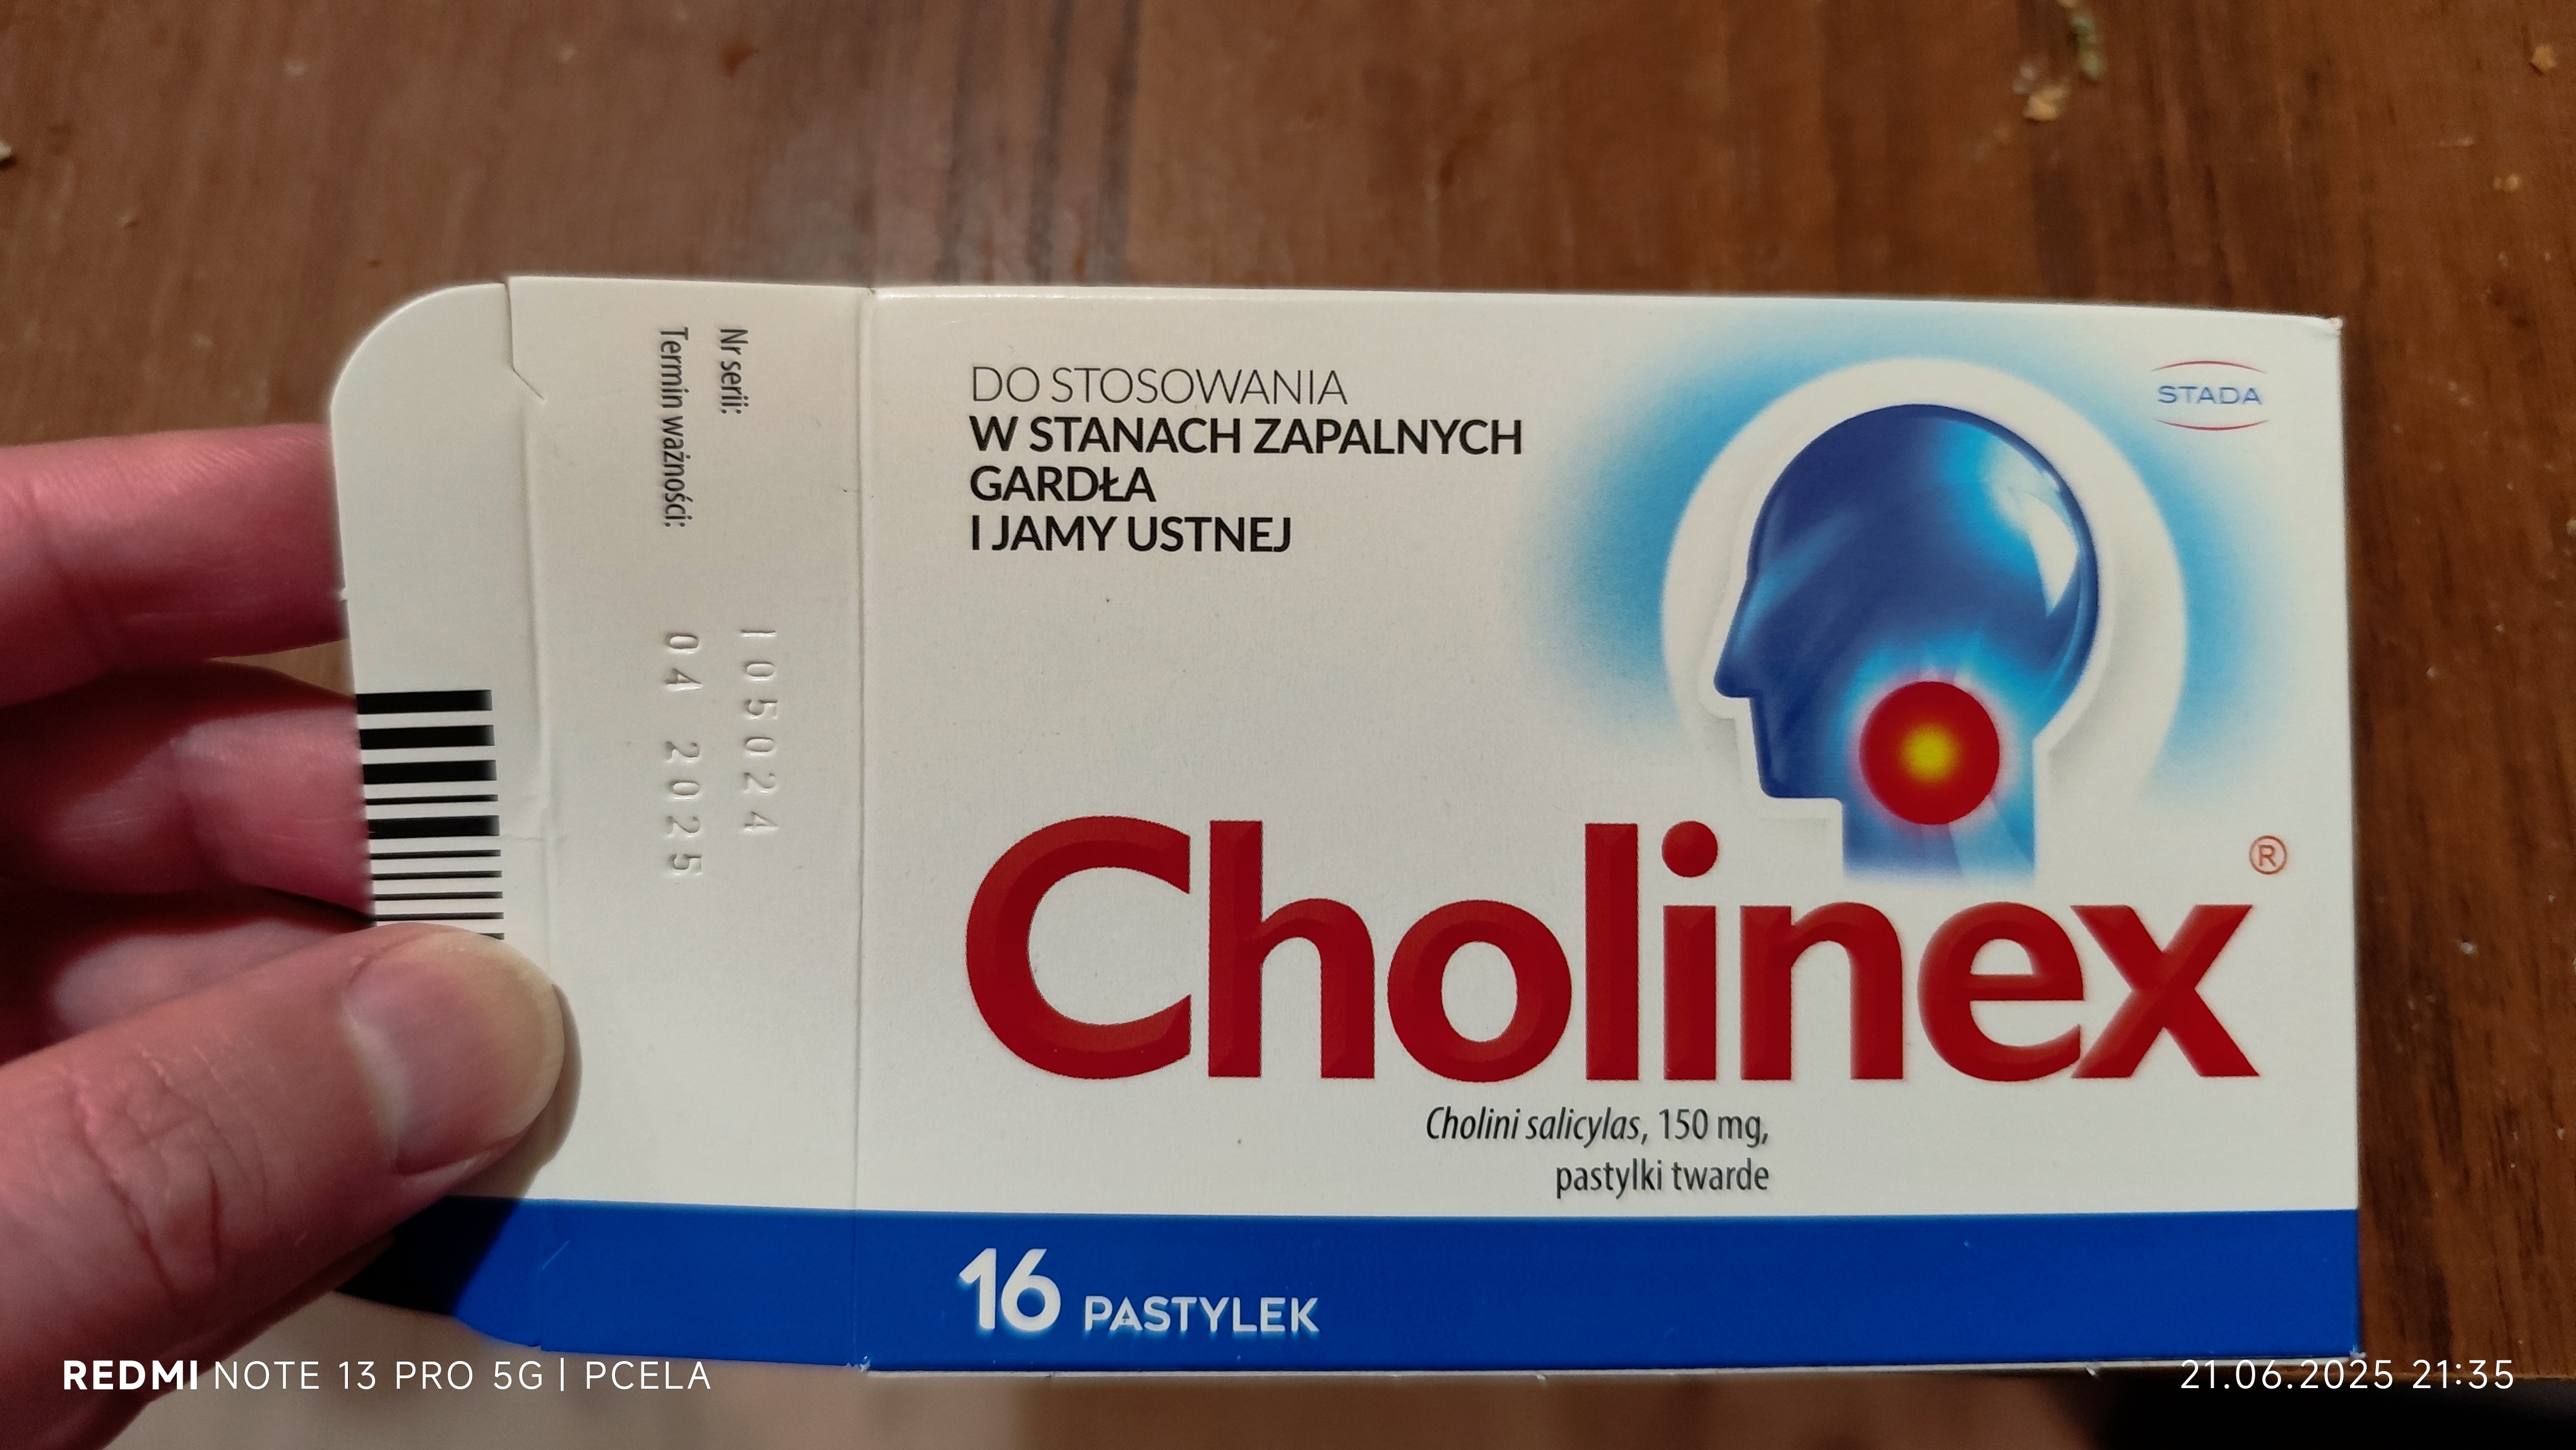 Nr serii:
Termin ważności:
105024
04 2025
DO STOSOWANIA
W STANACH ZAPALNYCH
GARDŁA
I JAMY USTNEJ
STADA
Cholinex®
Cholini salicylas, 150 mg,
pastylki twarde
16 PASTYLEK
REDMI NOTE 13 PRO 5G | PCELA
21.06.2025 21:35